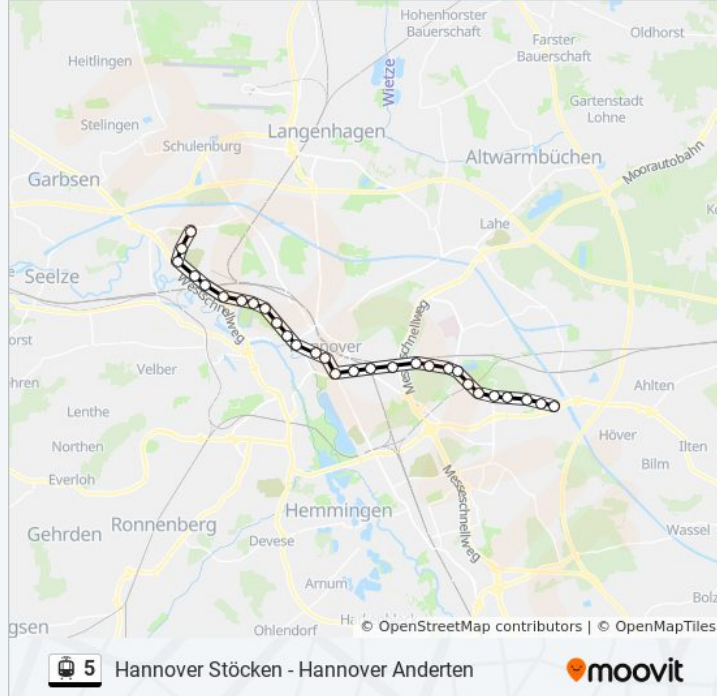 Hohenhorster
Bauerschaft
Oldhorst
Heitlingen
Farster
Bauerschaft
Wietze
Stelingen
Gartenstadt
Lohne
Langenhagen
Schulenburg
Altwarmbüchen
Moorautobahn
Garbsen
Lahe
Seelze
Westschnellweg
Messeschnellweg
Velber
Ahlten
Lenthe
Höver
Northen
Ilten
Bilm
Everloh
Messeschnellweg
Hemmingen
Gehrden
Ronnenberg
Devese
Wassel
Arnum
Ohlendorf
© OpenStreetMap contributors | © OpenMapTiles
5 Hannover Stöcken - Hannover Anderten
moovit